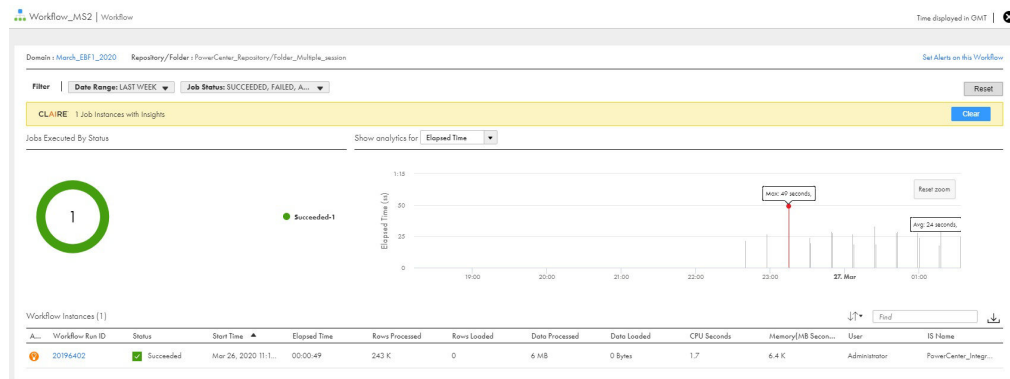 Workflow_MS2 | Workflow
Time displayed in GMT |
Domain : March_EBF1_2020 Repository/Folder : PowerCenter_Repository/Folder_Multiple_session
Set Alerts on this Workflow
Filter | Date Range: LAST WEEK Job Status: SUCCEEDED, FAILED, A...
Reset
CLAIRE 1 Job Instances with Insights
Clear
Jobs Executed By Status
Show analytics for Elapsed Time
1
Succeeded-1
Elapsed Time (ss)
1:15
50
25
0
Max: 49 seconds,
Reset zoom
Avg: 24 seconds,
19:00 20:00 21:00 22:00 23:00 27. Mar 01:00
Workflow Instances (1)
Find
A... Workflow Run ID Status Start Time Elapsed Time Rows Processed Rows Loaded Data Processed Data Loaded CPU Seconds Memory(MB Secon... User IS Name
20196402 Succeeded Mar 26, 2020 11:1... 00:00:49 243 K 0 6 MB 0 Bytes 1.7 6.4 K Administrator PowerCenter_Integr...